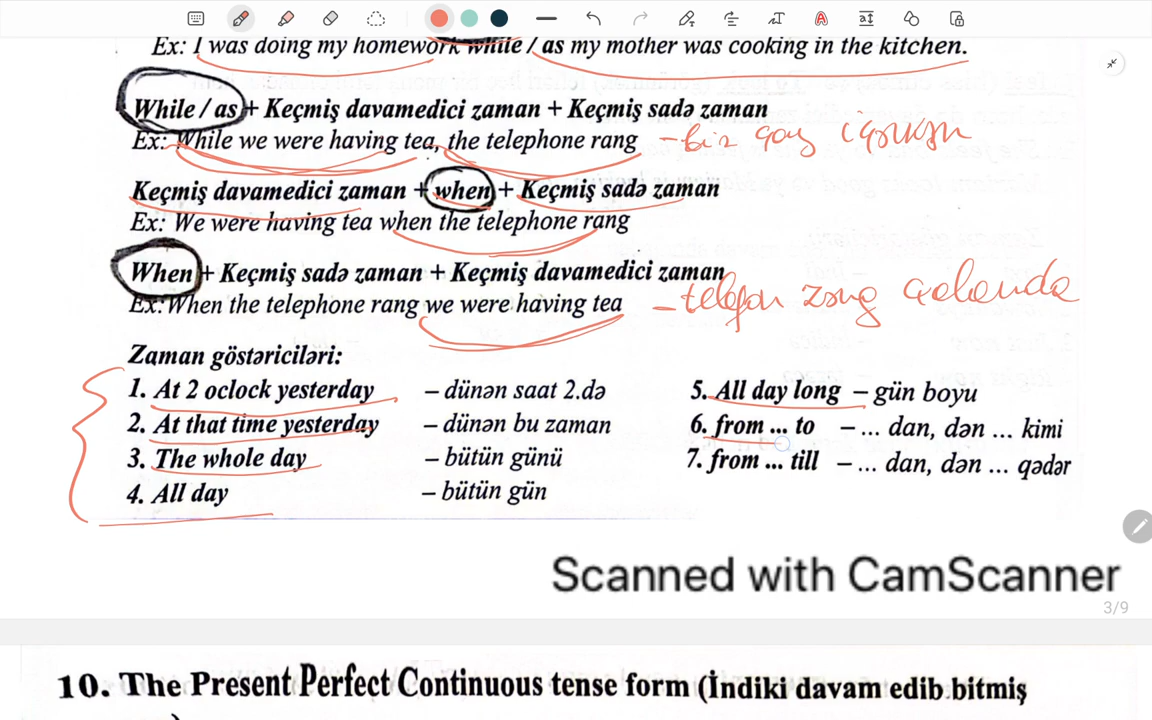 Ex: I was doing my homework while / as my mother was cooking in the kitchen.
While / as + Keçmiş davamedici zaman + Keçmiş sadə zaman
Ex: While we were having tea, the telephone rang – biz çay içərkən
Keçmiş davamedici zaman + when + Keçmiş sadə zaman
Ex: We were having tea when the telephone rang
When + Keçmiş sadə zaman + Keçmiş davamedici zaman
Ex: When the telephone rang we were having tea – telefon zəng çalanda
Zaman göstəriciləri:
1. At 2 oclock yesterday – dünən saat 2.də
2. At that time yesterday – dünən bu zaman
3. The whole day – bütün günü
4. All day – bütün gün
5. All day long – gün boyu
6. from ... to – ... dan, dən ... kimi
7. from ... till – ... dan, dən ... qədər
Scanned with CamScanner
3/9
10. The Present Perfect Continuous tense form (İndiki davam edib bitmiş